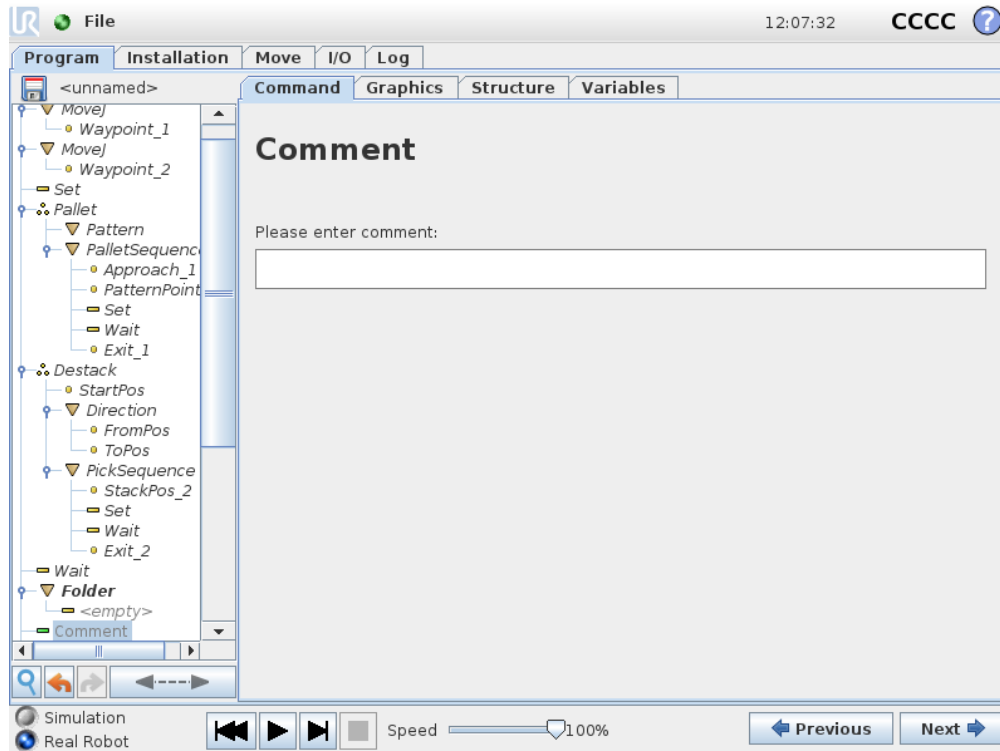 UR File 12:07:32 CCCC ?
Program Installation Move I/O Log
<unnamed>
Command Graphics Structure Variables
MoveJ
Waypoint_1
MoveJ
Waypoint_2
Set
Pallet
Pattern
PalletSequenc
Approach_1
PatternPoint
Set
Wait
Exit_1
Destack
StartPos
Direction
FromPos
ToPos
PickSequence
StackPos_2
Set
Wait
Exit_2
Wait
Folder
<empty>
Comment
Comment
Please enter comment:
Simulation
Real Robot
Speed 100%
Previous Next